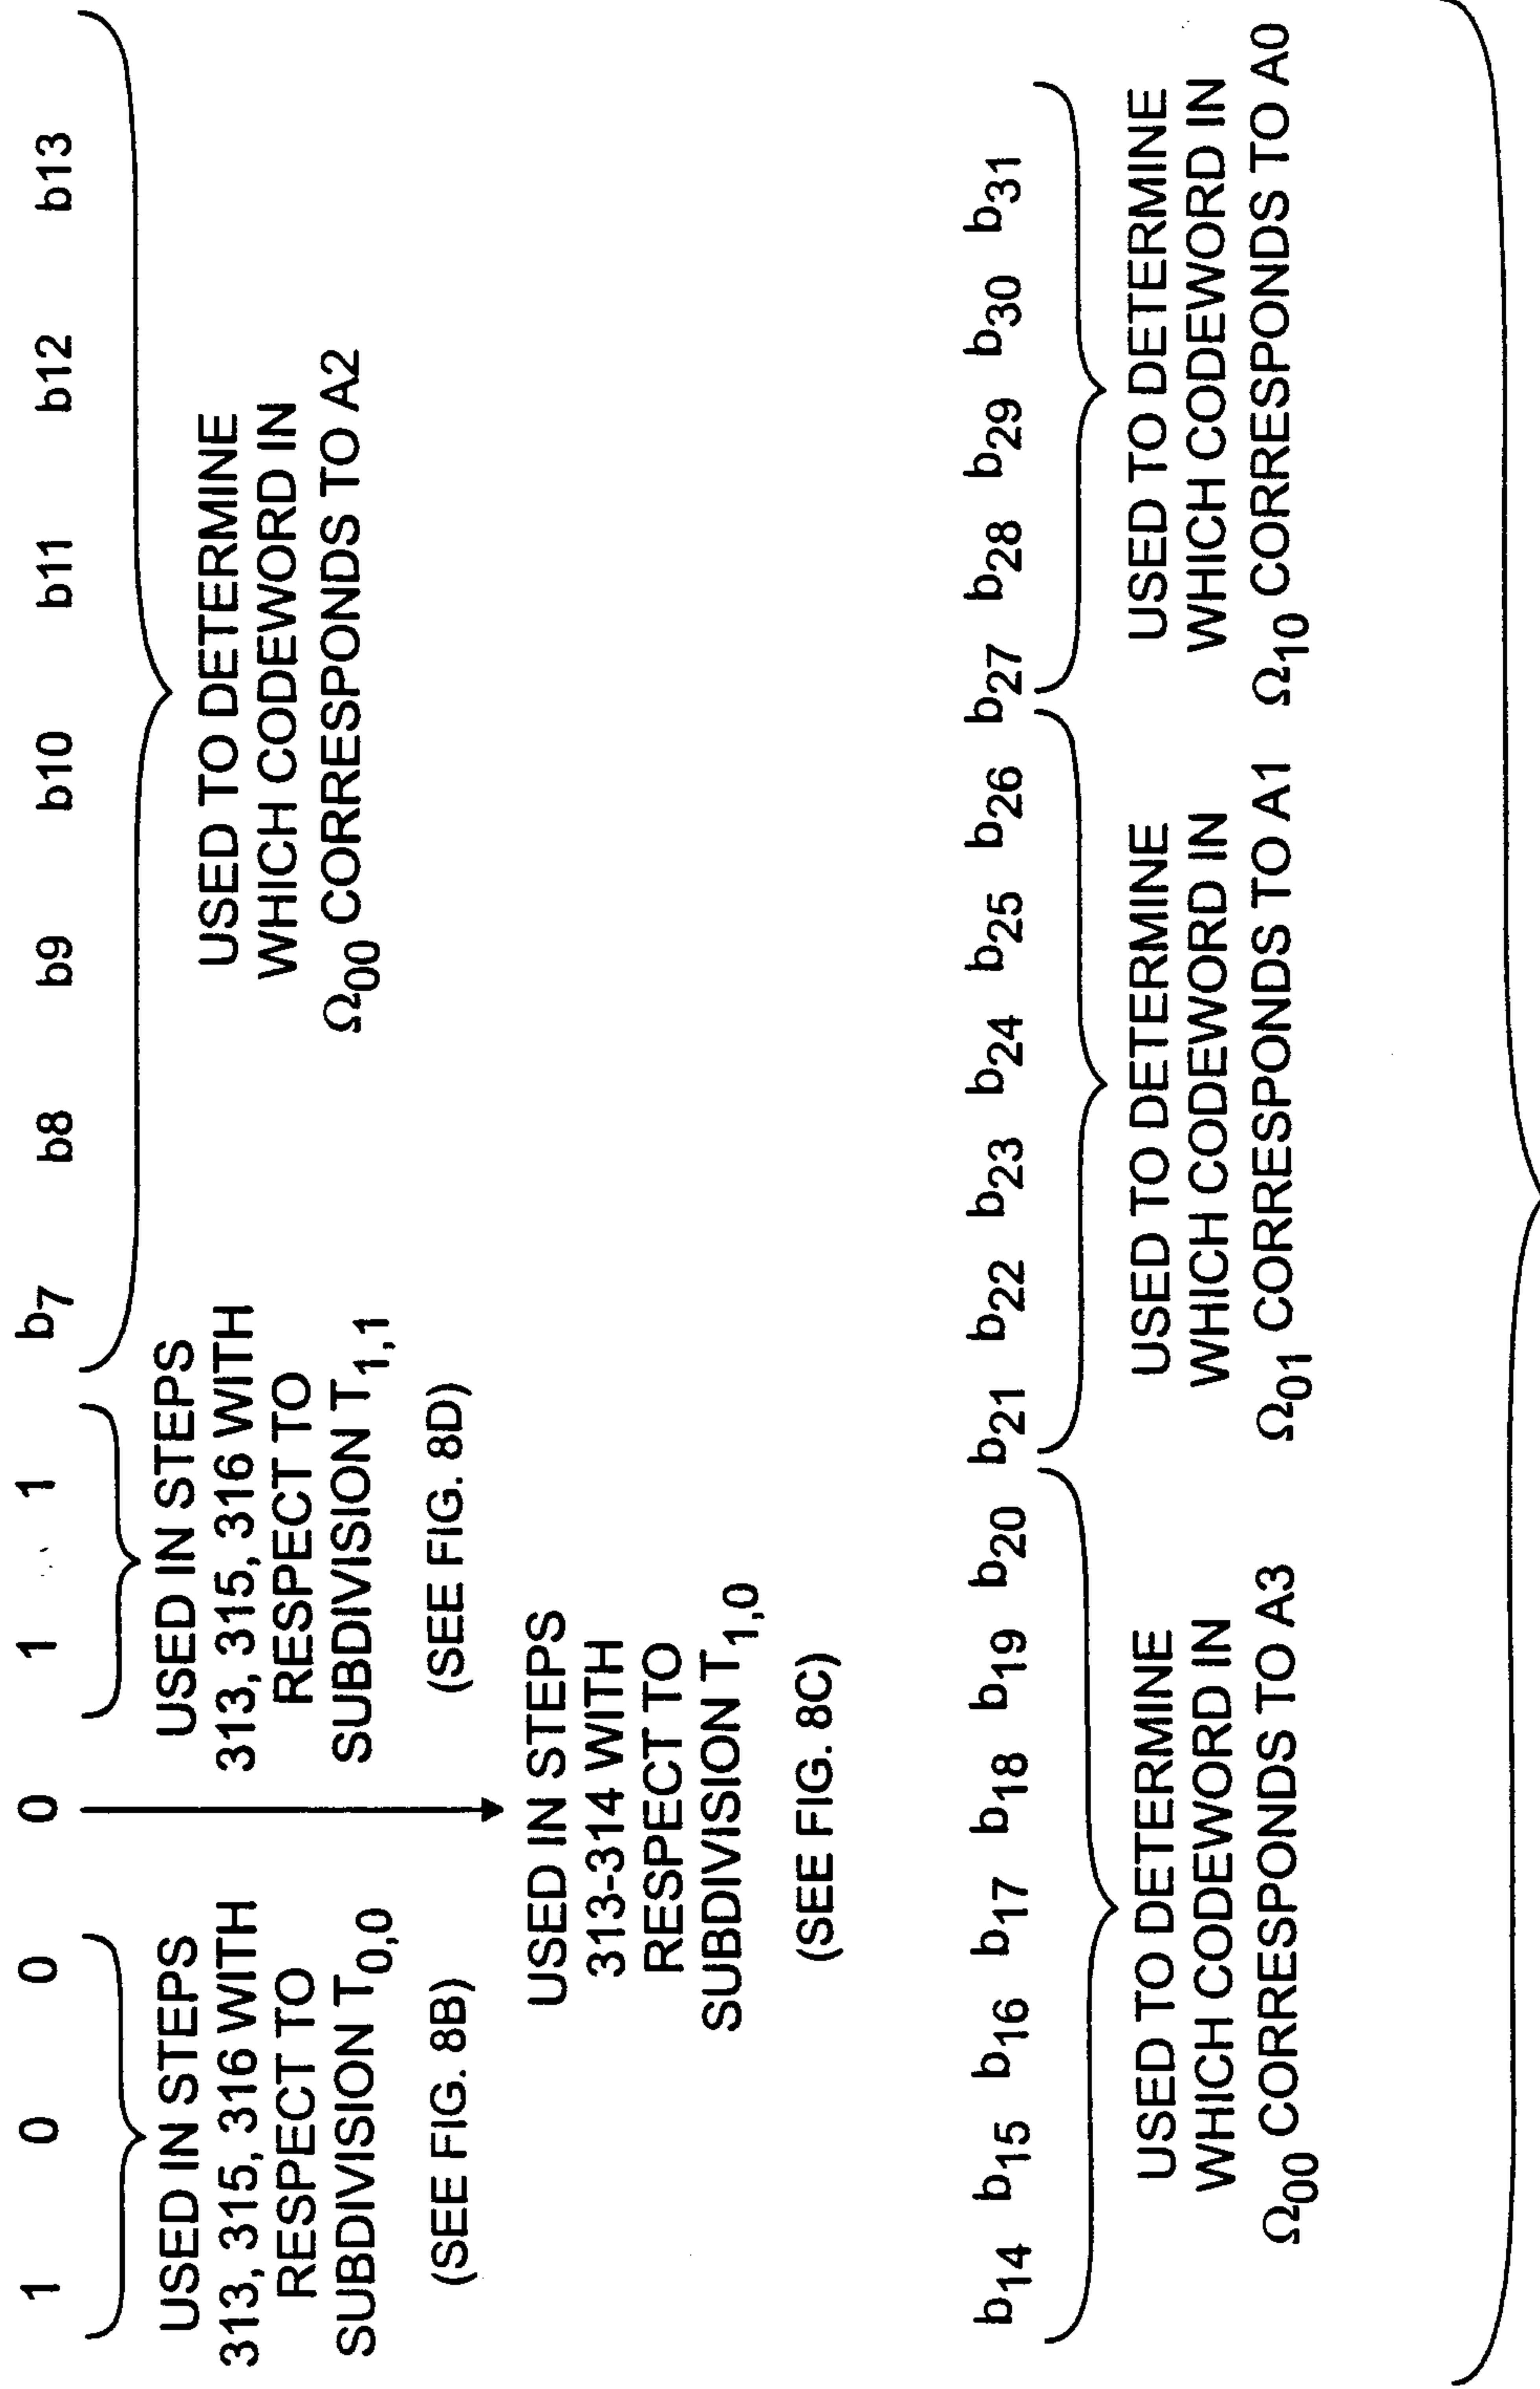 1 0 0 0 1 1 b7 b8 b9 b10 b11 b12 b13
USED IN STEPS
313, 315, 316 WITH
RESPECT TO
SUBDIVISION T0,0
(SEE FIG. 8B)
USED IN STEPS
313-314 WITH
RESPECT TO
SUBDIVISION T1,0
(SEE FIG. 8C)
USED IN STEPS
313, 315, 316 WITH
RESPECT TO
SUBDIVISION T1,1
(SEE FIG. 8D)
USED TO DETERMINE
WHICH CODEWORD IN
Ω00 CORRESPONDS TO A2
b14 b15 b16 b17 b18 b19 b20 b21 b22 b23 b24 b25 b26 b27 b28 b29 b30 b31
USED TO DETERMINE
WHICH CODEWORD IN
Ω00 CORRESPONDS TO A3
USED TO DETERMINE
WHICH CODEWORD IN
Ω01 CORRESPONDS TO A1
USED TO DETERMINE
WHICH CODEWORD IN
Ω10 CORRESPONDS TO A0